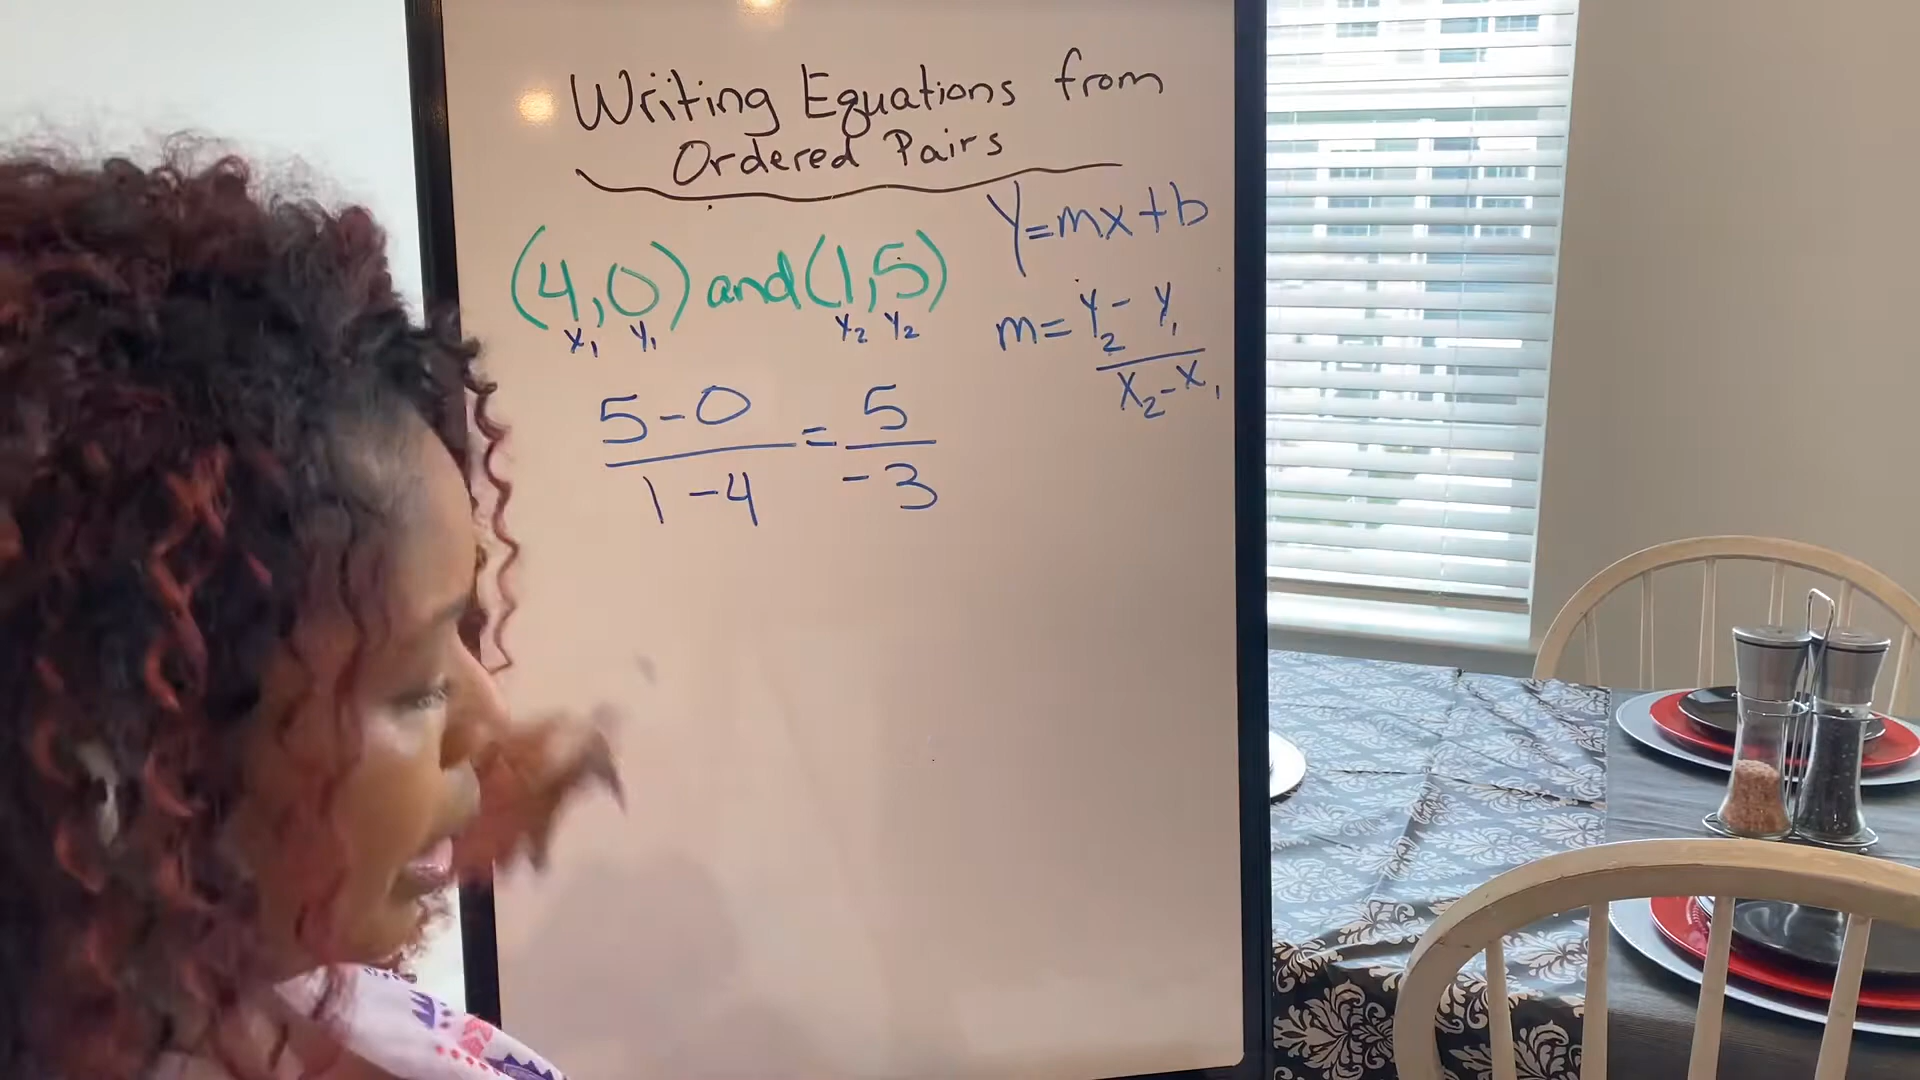 Writing Equations from
Ordered Pairs
y=mx+b
(4,0) and (1,5)
x₁ y₁ x₂ y₂
m= y₂- y₁
x₂-x₁
5-0 = 5
1-4 -3